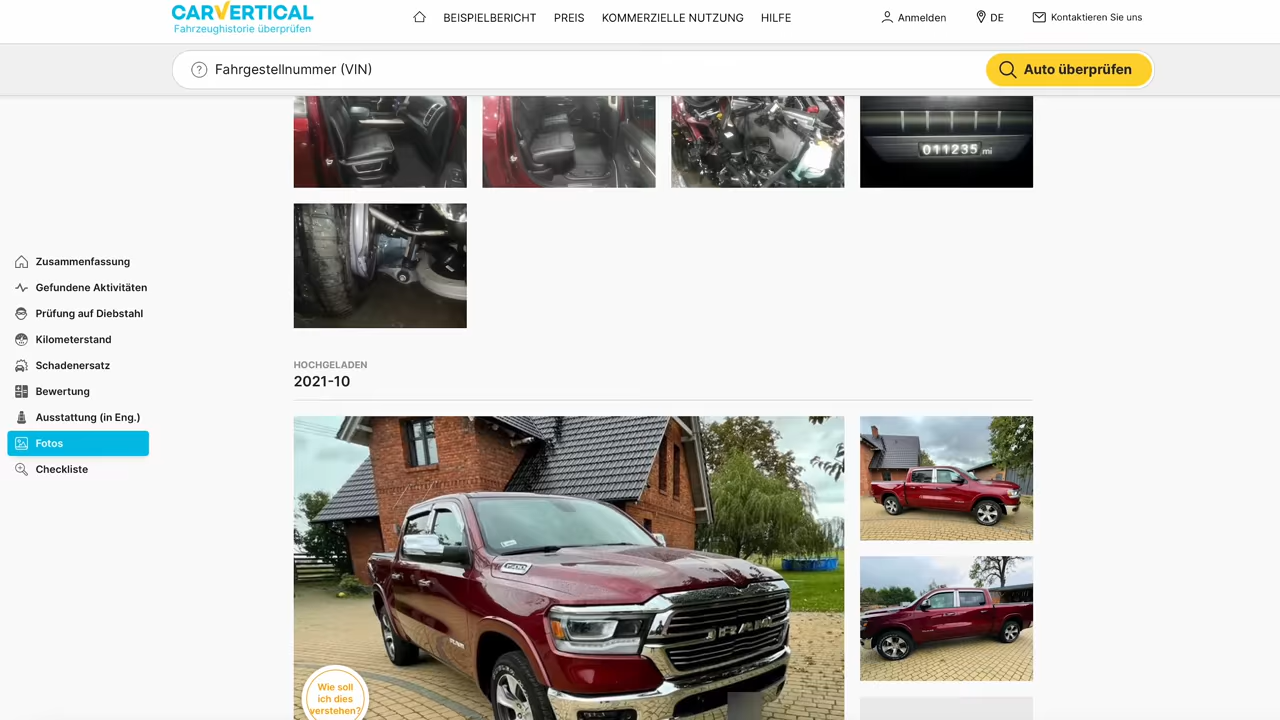 CARVERTICAL
Fahrzeughistorie überprüfen
BEISPIELBERICHT
PREIS
KOMMERZIELLE NUTZUNG
HILFE
Anmelden
DE
Kontaktieren Sie uns
? Fahrgestellnummer (VIN)
Auto überprüfen
011235 mi
Zusammenfassung
Gefundene Aktivitäten
Prüfung auf Diebstahl
Kilometerstand
Schadenersatz
Bewertung
Ausstattung (in Eng.)
Fotos
Checkliste
HOCHGELADEN
2021-10
RAM
Wie soll
ich dies
verstehen?